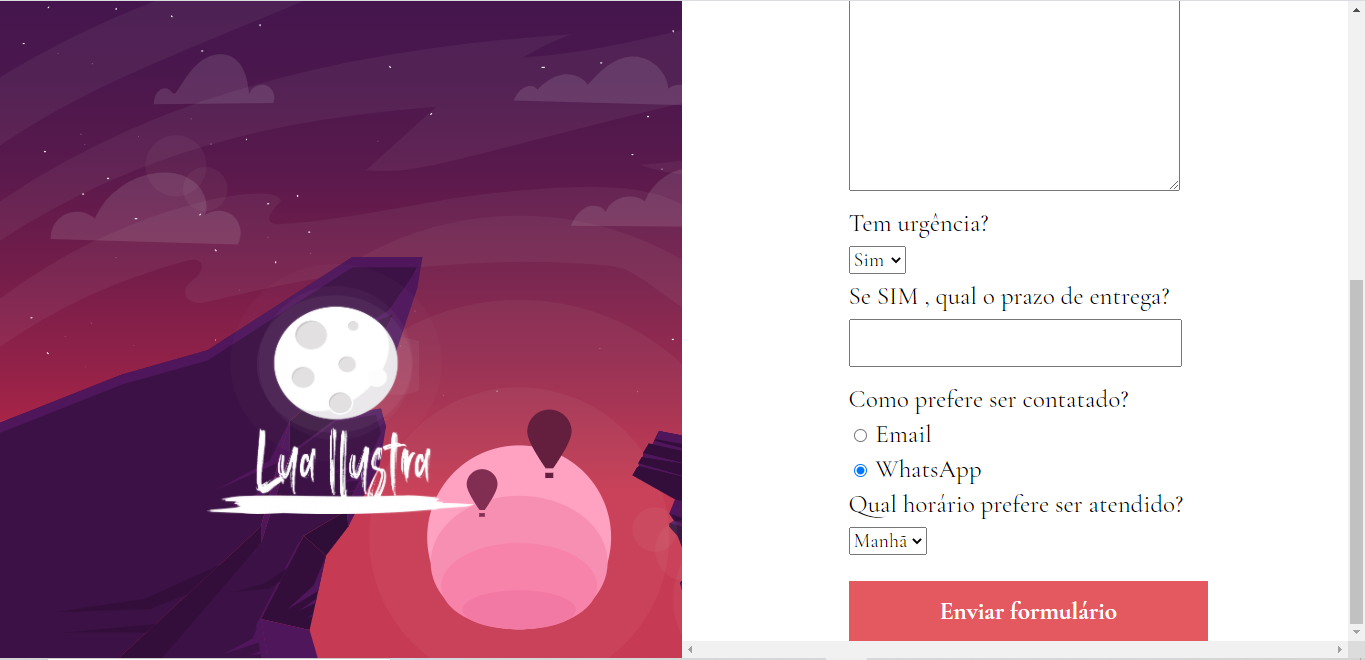 Lua Ilustra
Tem urgência?
Sim
Se SIM , qual o prazo de entrega?
Como prefere ser contatado?
Email
WhatsApp
Qual horário prefere ser atendido?
Manhã
Enviar formulário